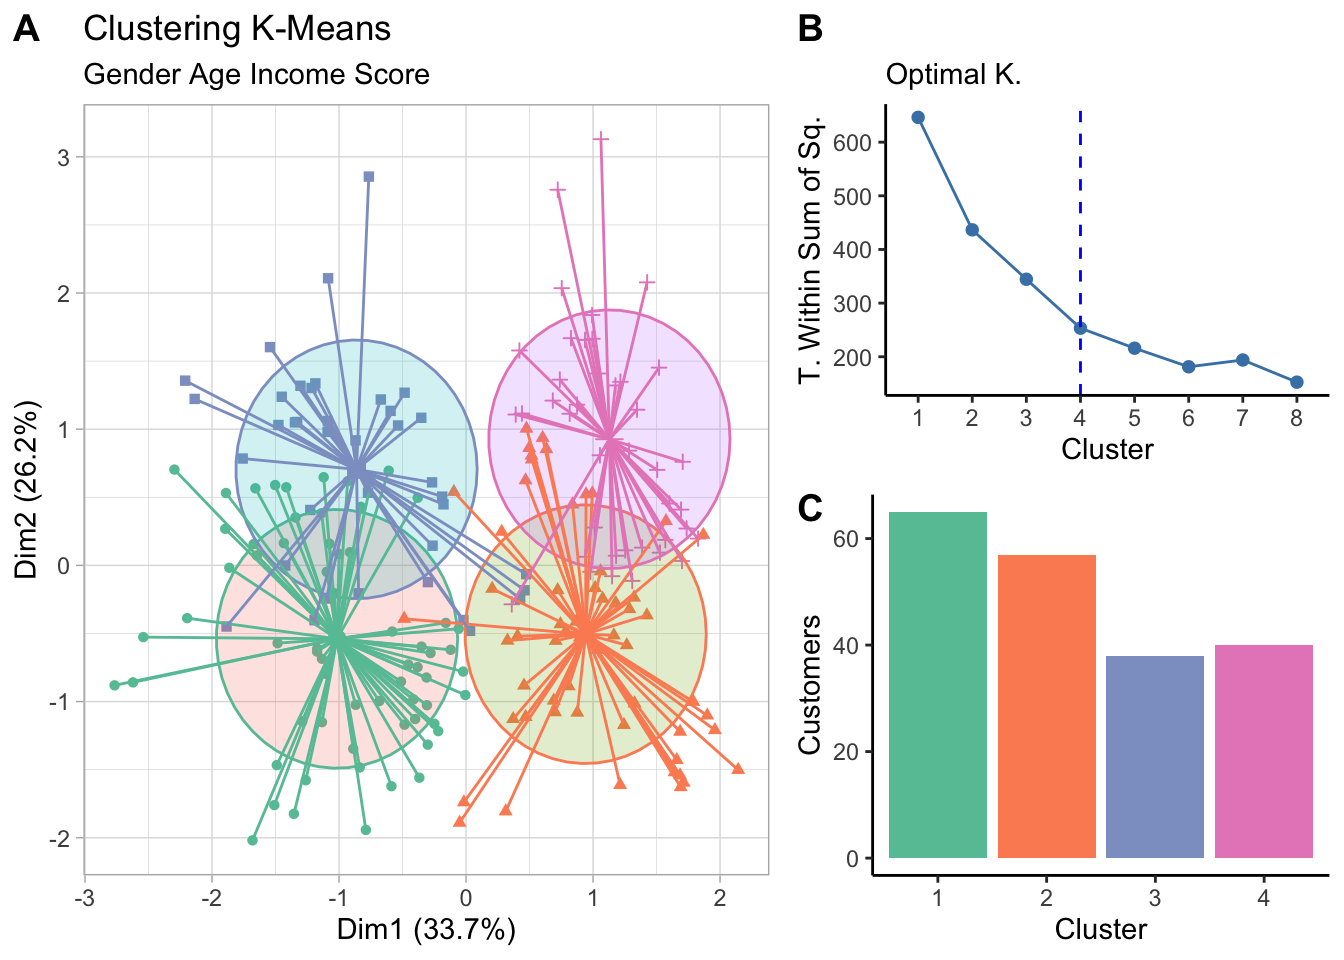 A
Clustering K-Means
Gender Age Income Score
Dim2 (26.2%)
3
2
1
0
-1
-2
-3 -2 -1 0 1 2
Dim1 (33.7%)
B
Optimal K.
T. Within Sum of Sq.
600
500
400
300
200
1 2 3 4 5 6 7 8
Cluster
C
Customers
60
40
20
0
1 2 3 4
Cluster